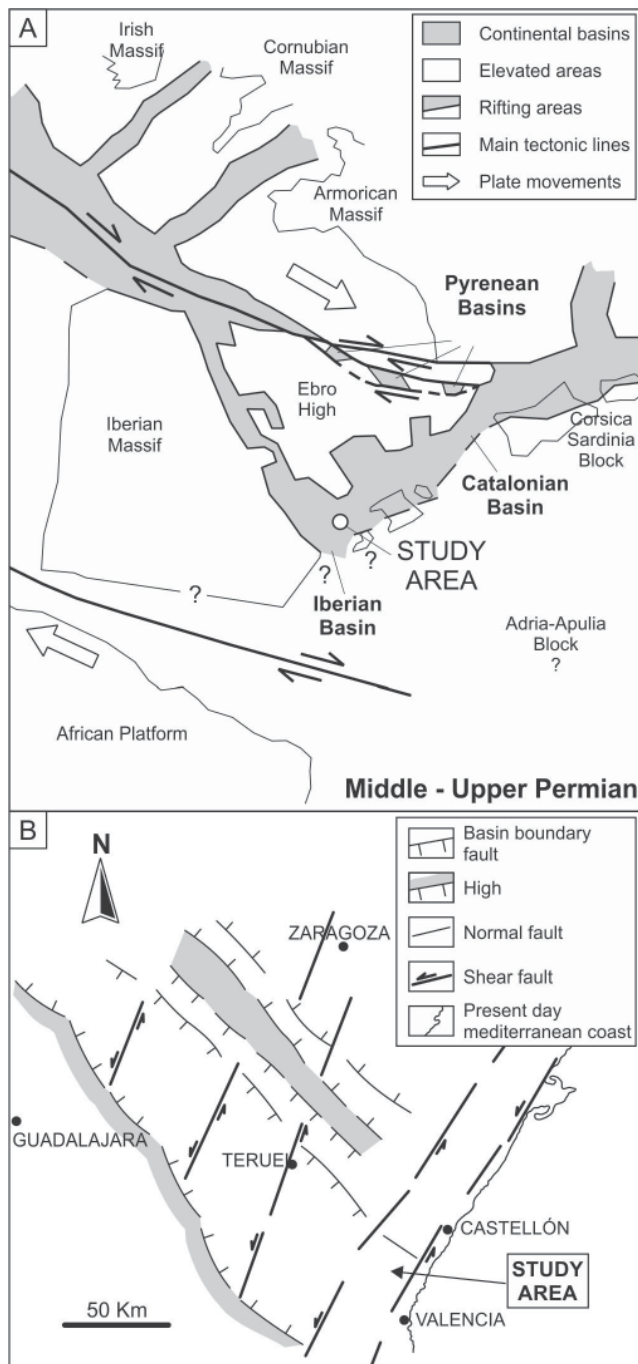 A
Irish
Massif
Cornubian
Massif
Continental basins
Elevated areas
Rifting areas
Main tectonic lines
Plate movements
Armorican
Massif
Pyrenean
Basins
Ebro
High
Iberian
Massif
Corsica
Sardinia
Block
Catalonian
Basin
STUDY
AREA
?
?
?
Iberian
Basin
Adria-Apulia
Block
?
African Platform
Middle - Upper Permian
B
N
Basin boundary
fault
High
Normal fault
Shear fault
Present day
mediterranean coast
ZARAGOZA
GUADALAJARA
TERUEL
CASTELLÓN
STUDY
AREA
50 Km
VALENCIA